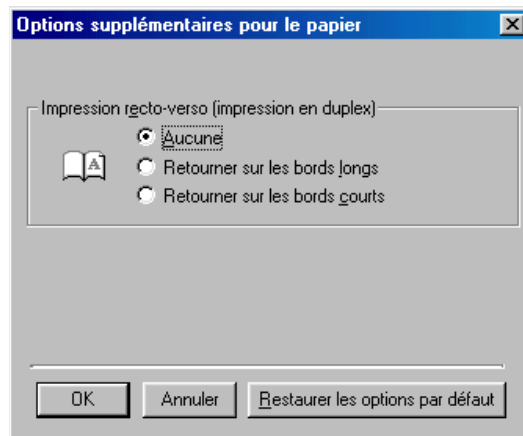 Options supplémentaires pour le papier
Impression recto-verso (impression en duplex)
Aucune
A
Retourner sur les bords longs
Retourner sur les bords courts
OK
Annuler
Restaurer les options par défaut